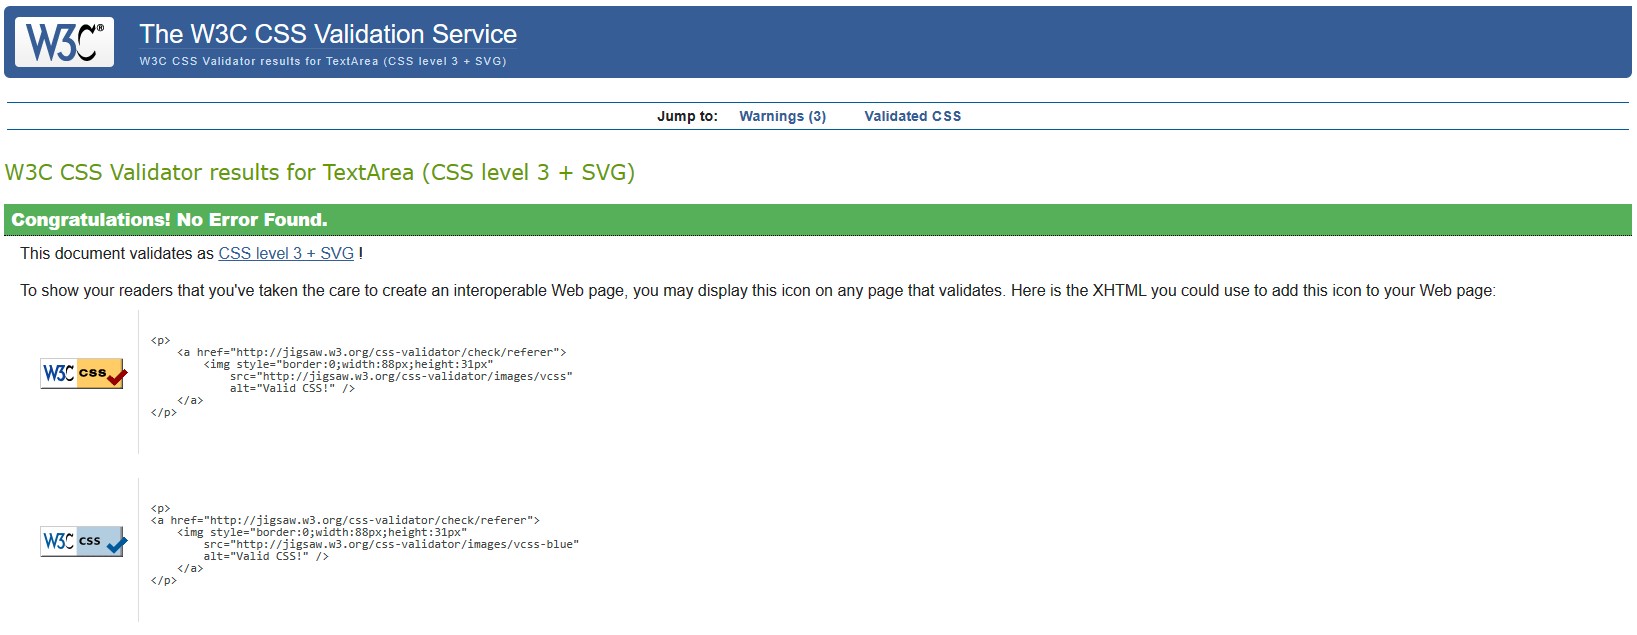 W3C®
The W3C CSS Validation Service
W3C CSS Validator results for TextArea (CSS level 3 + SVG)
Jump to: Warnings (3) Validated CSS
W3C CSS Validator results for TextArea (CSS level 3 + SVG)
Congratulations! No Error Found.
This document validates as CSS level 3 + SVG !
To show your readers that you've taken the care to create an interoperable Web page, you may display this icon on any page that validates. Here is the XHTML you could use to add this icon to your Web page:
W3C css
<p>
<a href="http://jigsaw.w3.org/css-validator/check/referer">
<img style="border:0;width:88px;height:31px"
src="http://jigsaw.w3.org/css-validator/images/vcss"
alt="Valid CSS!" />
</a>
</p>
W3C css
<p>
<a href="http://jigsaw.w3.org/css-validator/check/referer">
<img style="border:0;width:88px;height:31px"
src="http://jigsaw.w3.org/css-validator/images/vcss-blue"
alt="Valid CSS!" />
</a>
</p>